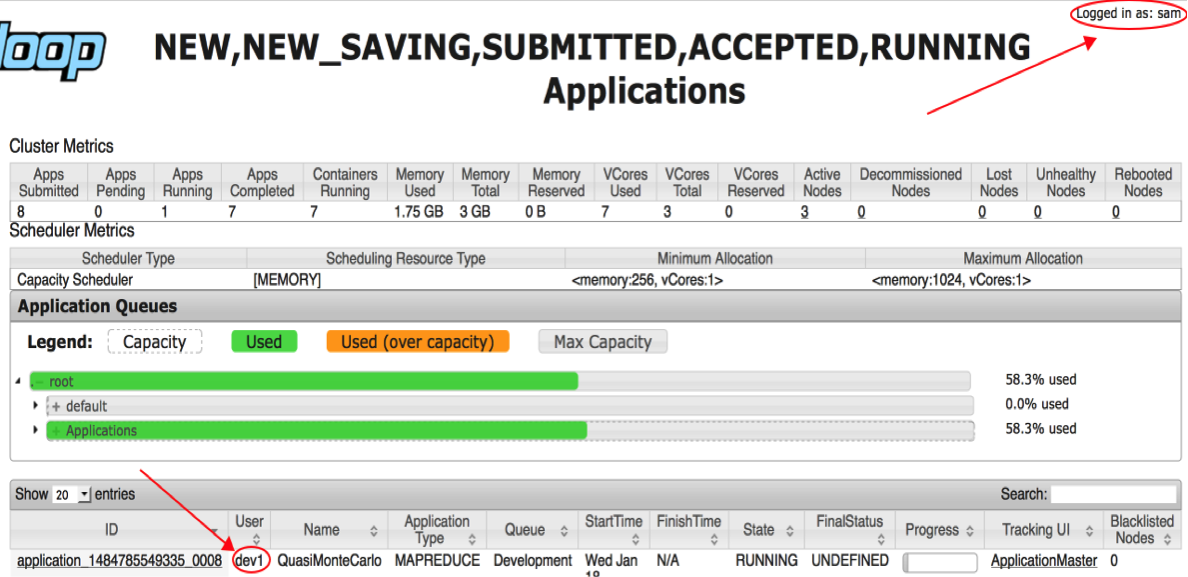 Logged in as: sam
loop
NEW,NEW_SAVING,SUBMITTED,ACCEPTED,RUNNING
Applications
Cluster Metrics
Apps Submitted Apps Pending Apps Running Apps Completed Containers Running Memory Used Memory Total Memory Reserved VCores Used VCores Total VCores Reserved Active Nodes Decommissioned Nodes Lost Nodes Unhealthy Nodes Rebooted Nodes
8 0 1 7 7 1.75 GB 3 GB 0 B 7 3 0 3 0 0 0 0
Scheduler Metrics
Scheduler Type Scheduling Resource Type Minimum Allocation Maximum Allocation
Capacity Scheduler [MEMORY] <memory:256, vCores:1> <memory:1024, vCores:1>
Application Queues
Legend: Capacity Used Used (over capacity) Max Capacity
- root 58.3% used
+ default 0.0% used
+ Applications 58.3% used
Show 20 entries Search:
ID User Name Application Type Queue StartTime FinishTime State FinalStatus Progress Tracking UI Blacklisted Nodes
application_1484785549335_0008 dev1 QuasiMonteCarlo MAPREDUCE Development Wed Jan N/A RUNNING UNDEFINED ApplicationMaster 0
18